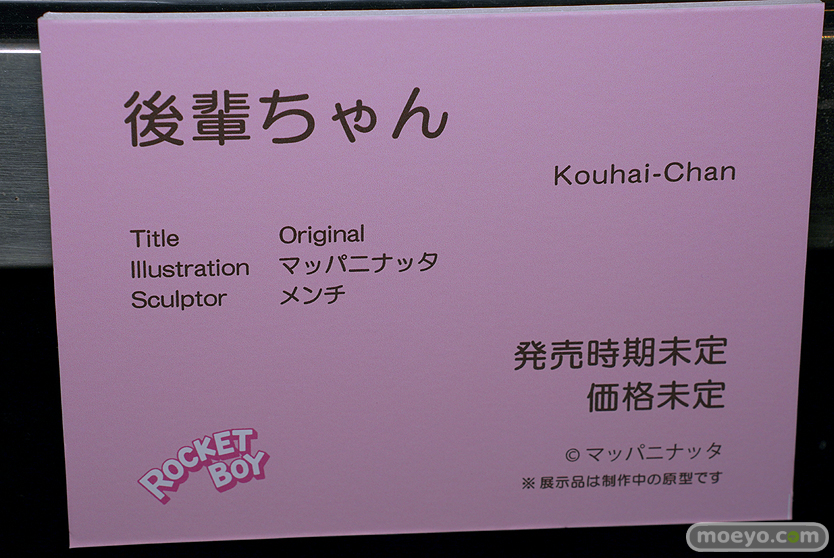 後輩ちゃん
Kouhai-Chan
Title Original
Illustration マッパニナッタ
Sculptor メンチ
発売時期未定
価格未定
©マッパニナッタ
※展示品は制作中の原型です
ROCKET
BOY
moeyo.com